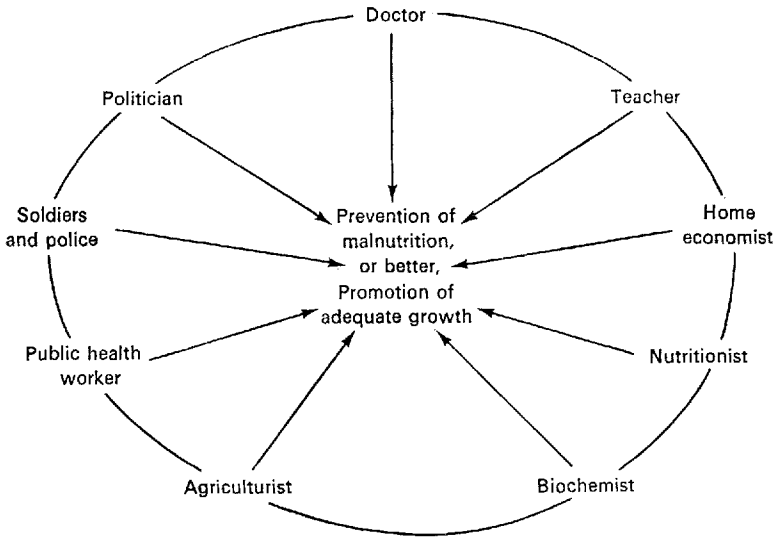 Doctor
Politician
Teacher
Soldiers
and police
Prevention of
malnutrition,
or better,
Promotion of
adequate growth
Home
economist
Public health
worker
Nutritionist
Agriculturist
Biochemist